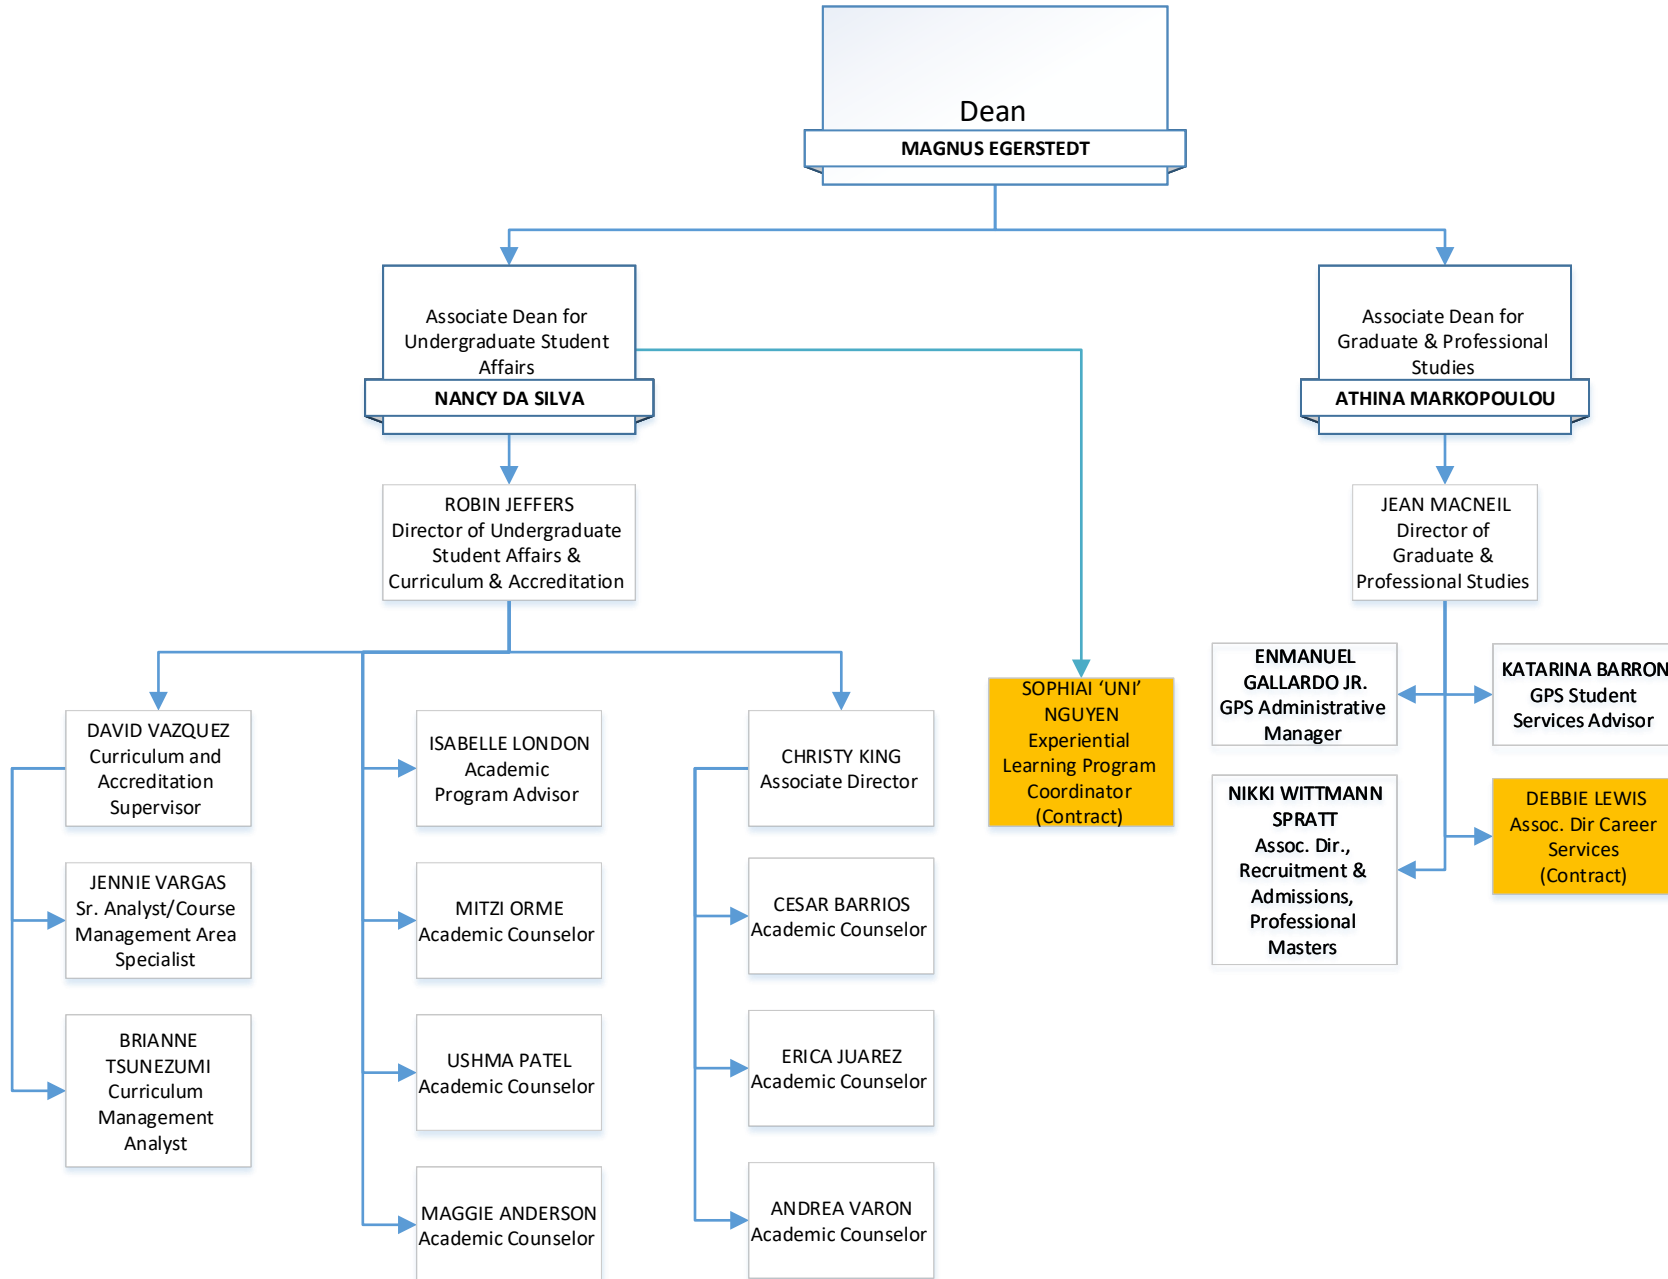 Dean
MAGNUS EGERSTEDT
Associate Dean for
Undergraduate Student
Affairs
NANCY DA SILVA
Associate Dean for
Graduate & Professional
Studies
ATHINA MARKOPOULOU
ROBIN JEFFERS
Director of Undergraduate
Student Affairs &
Curriculum & Accreditation
JEAN MACNEIL
Director of
Graduate &
Professional Studies
DAVID VAZQUEZ
Curriculum and
Accreditation
Supervisor
JENNIE VARGAS
Sr. Analyst/Course
Management Area
Specialist
BRIANNE
TSUNEZUMI
Curriculum
Management
Analyst
ISABELLE LONDON
Academic
Program Advisor
MITZI ORME
Academic Counselor
USHMA PATEL
Academic Counselor
MAGGIE ANDERSON
Academic Counselor
CHRISTY KING
Associate Director
CESAR BARRIOS
Academic Counselor
ERICA JUAREZ
Academic Counselor
ANDREA VARON
Academic Counselor
SOPHIAI ‘UNI’
NGUYEN
Experiential
Learning Program
Coordinator
(Contract)
ENMANUEL
GALLARDO JR.
GPS Administrative
Manager
KATARINA BARRON
GPS Student
Services Advisor
NIKKI WITTMANN
SPRATT
Assoc. Dir.,
Recruitment &
Admissions,
Professional
Masters
DEBBIE LEWIS
Assoc. Dir Career
Services
(Contract)